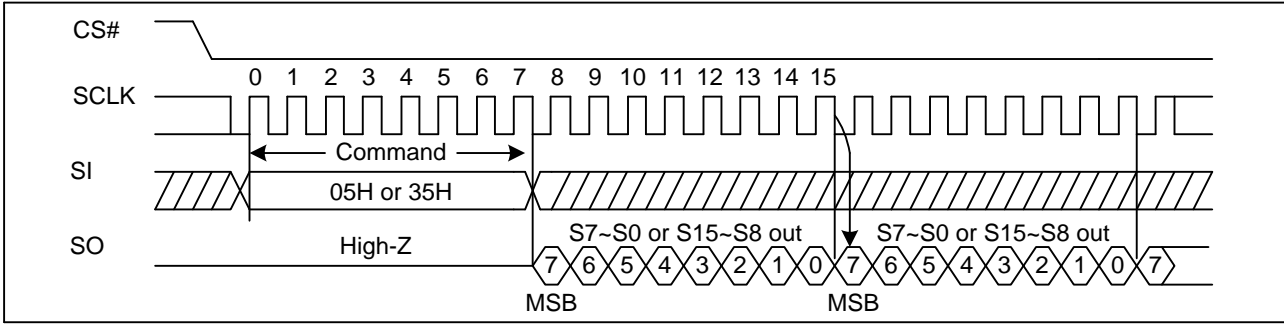 CS#
0 1 2 3 4 5 6 7 8 9 10 11 12 13 14 15
SCLK
Command
SI
05H or 35H
S7~S0 or S15~S8 out S7~S0 or S15~S8 out
SO High-Z
7 6 5 4 3 2 1 0 7 6 5 4 3 2 1 0 7
MSB MSB